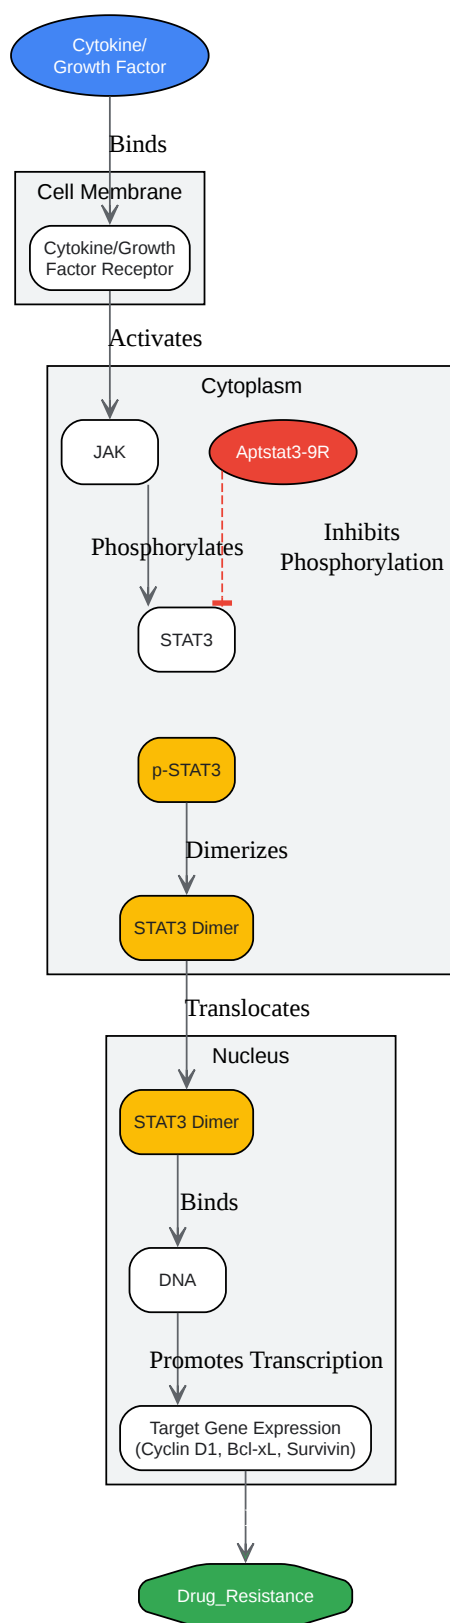 Cytokine/
Growth Factor
Binds
Cell Membrane
Cytokine/Growth
Factor Receptor
Activates
Cytoplasm
JAK
Aptstat3-9R
Phosphorylates
Inhibits
Phosphorylation
STAT3
p-STAT3
Dimerizes
STAT3 Dimer
Translocates
Nucleus
STAT3 Dimer
Binds
DNA
Promotes Transcription
Target Gene Expression
(Cyclin D1, Bcl-xL, Survivin)
Drug_Resistance